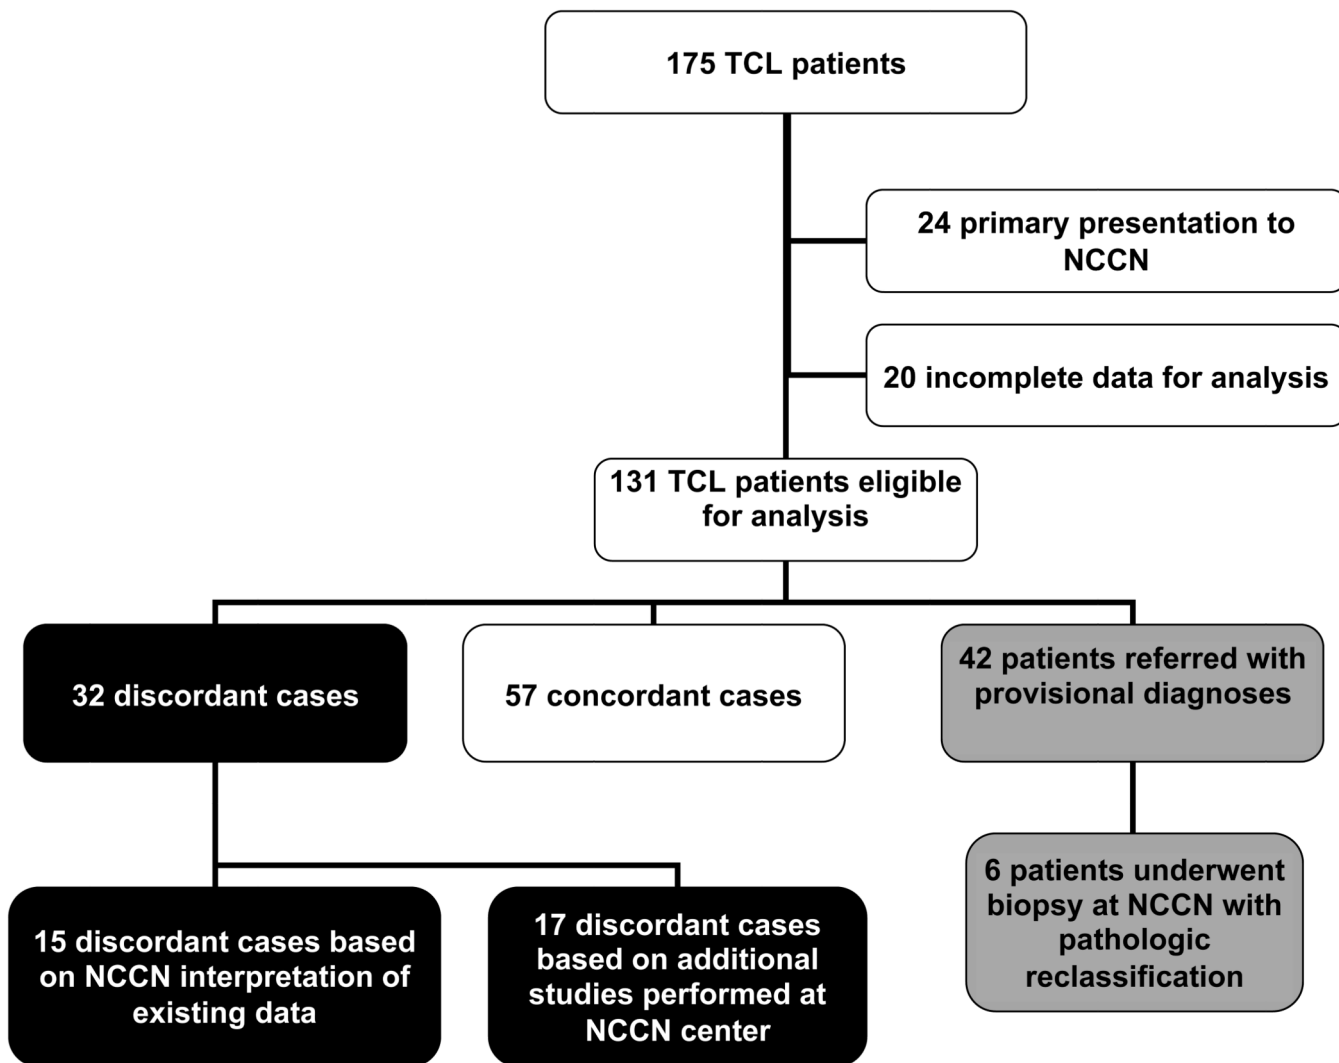 175 TCL patients
24 primary presentation to
NCCN
20 incomplete data for analysis
131 TCL patients eligible
for analysis
32 discordant cases
57 concordant cases
42 patients referred with
provisional diagnoses
15 discordant cases based
on NCCN interpretation of
existing data
17 discordant cases
based on additional
studies performed at
NCCN center
6 patients underwent
biopsy at NCCN with
pathologic
reclassification